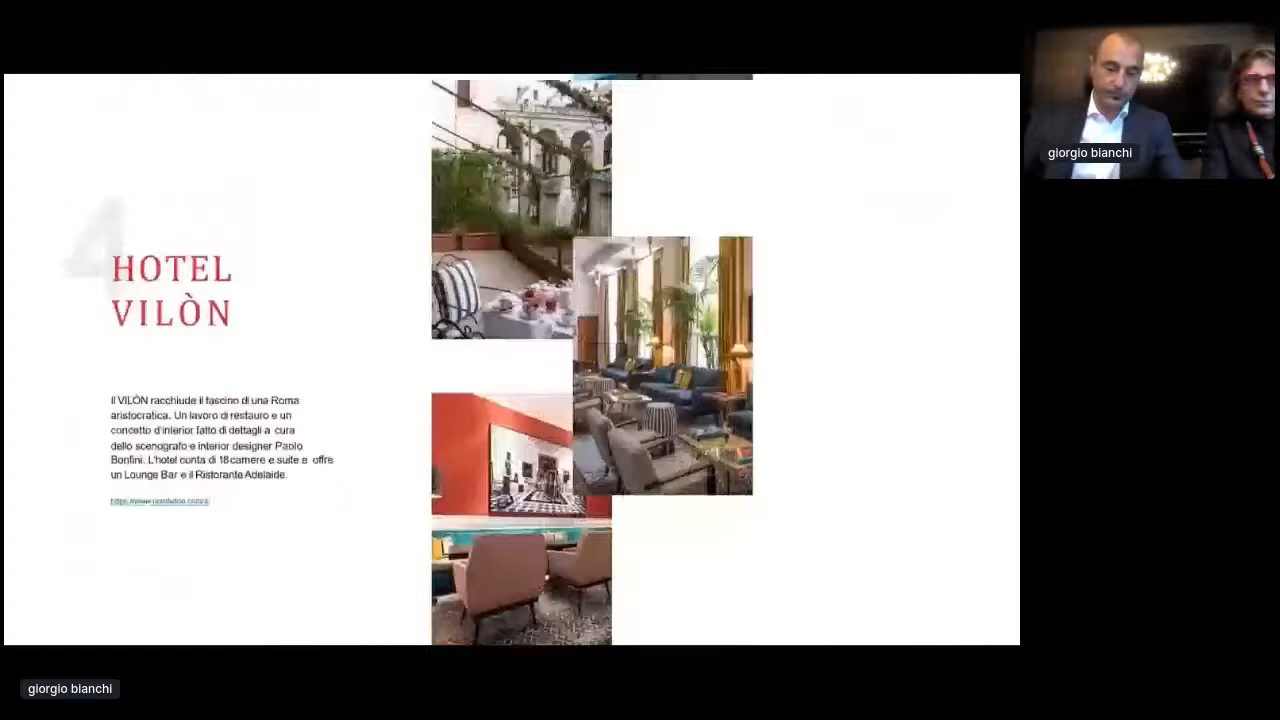 4
HOTEL
VILÒN
Il VILÒN racchiude il fascino di una Roma
aristocratica. Un lavoro di restauro e un
concetto d'interior fatto di dettagli a cura
dello scenografo e interior designer Paolo
Bonfini. L'hotel conta di 18 camere e suite e offre
un Lounge Bar e il Ristorante Adelaide.
giorgio bianchi
giorgio bianchi